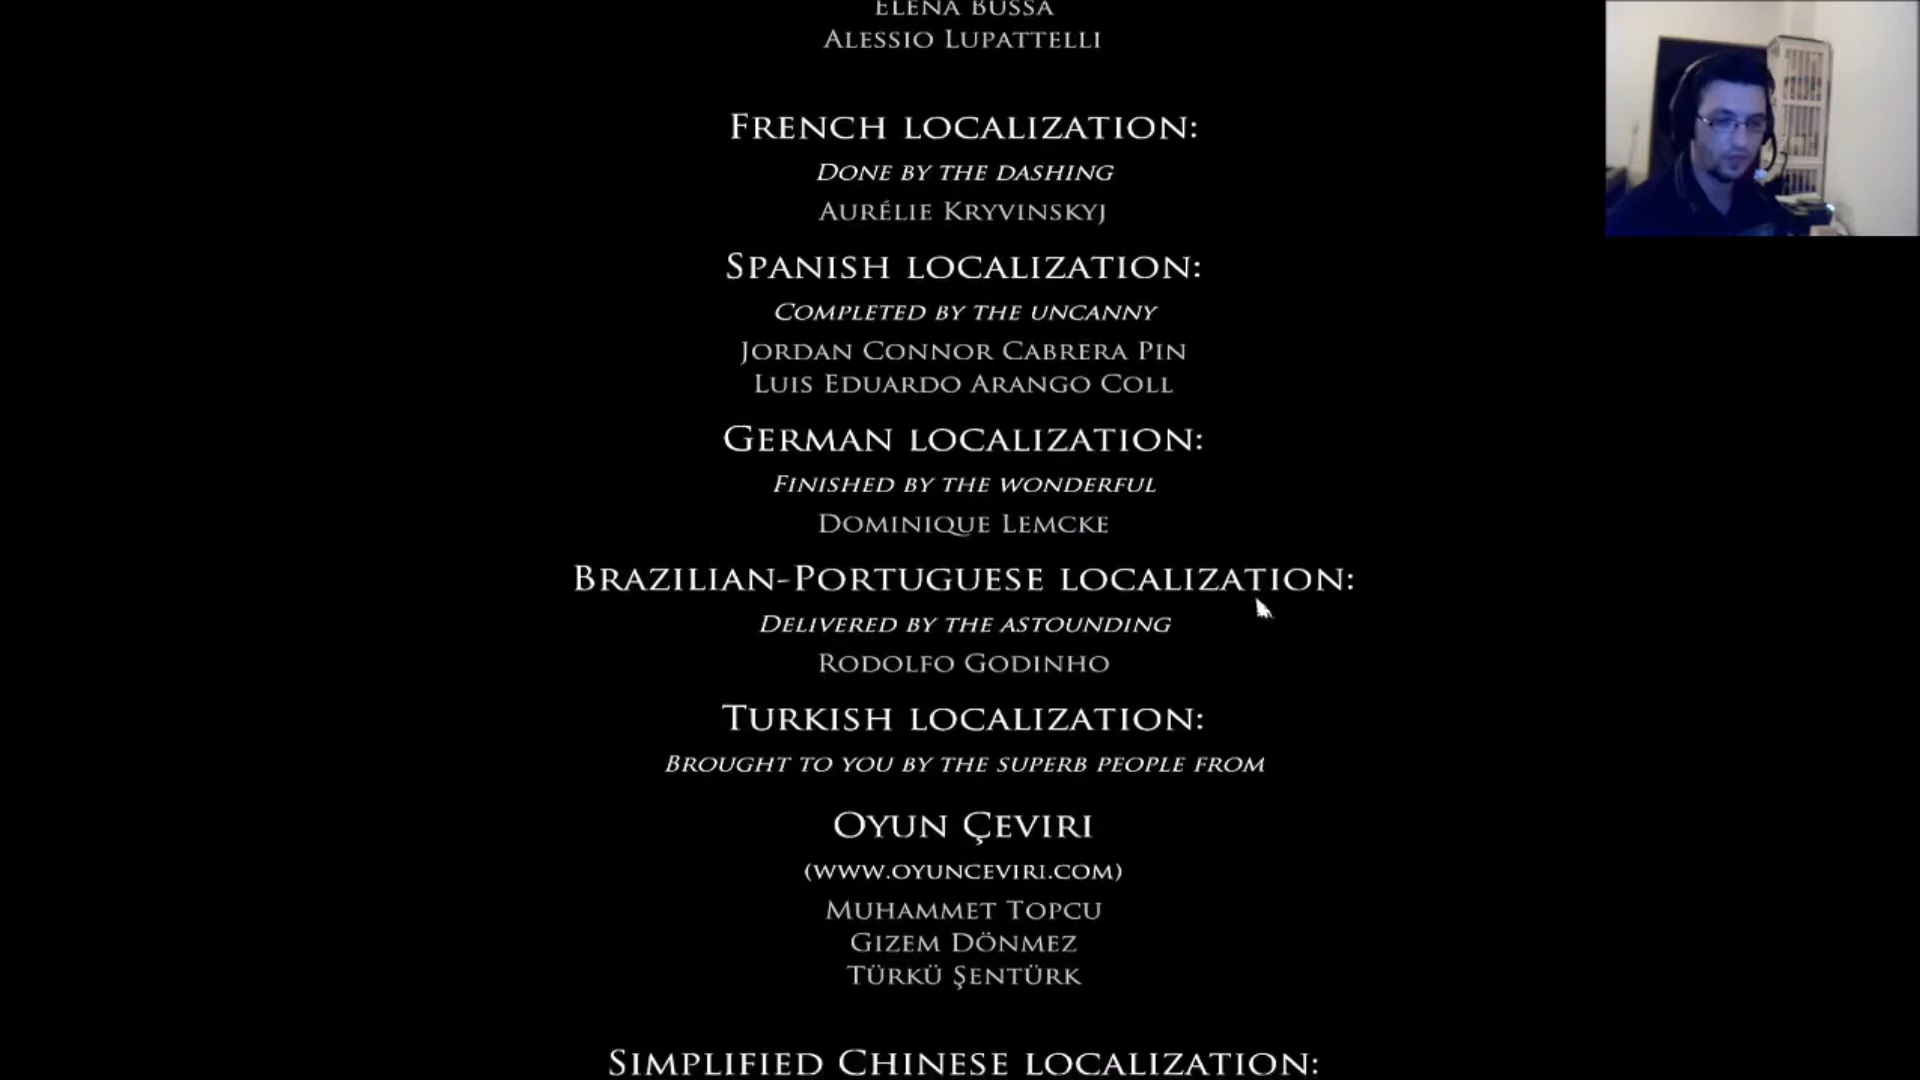 Elena Bussa
Alessio Lupattelli
French localization:
Done by the dashing
Aurélie Kryvinskyj
Spanish localization:
Completed by the uncanny
Jordan Connor Cabrera Pin
Luis Eduardo Arango Coll
German localization:
Finished by the wonderful
Dominique Lemcke
Brazilian-Portuguese localization:
Delivered by the astounding
Rodolfo Godinho
Turkish localization:
Brought to you by the superb people from
Oyun Çeviri
(www.oyunceviri.com)
Muhammet Topcu
Gizem Dönmez
Türkü Şentürk
Simplified Chinese localization: